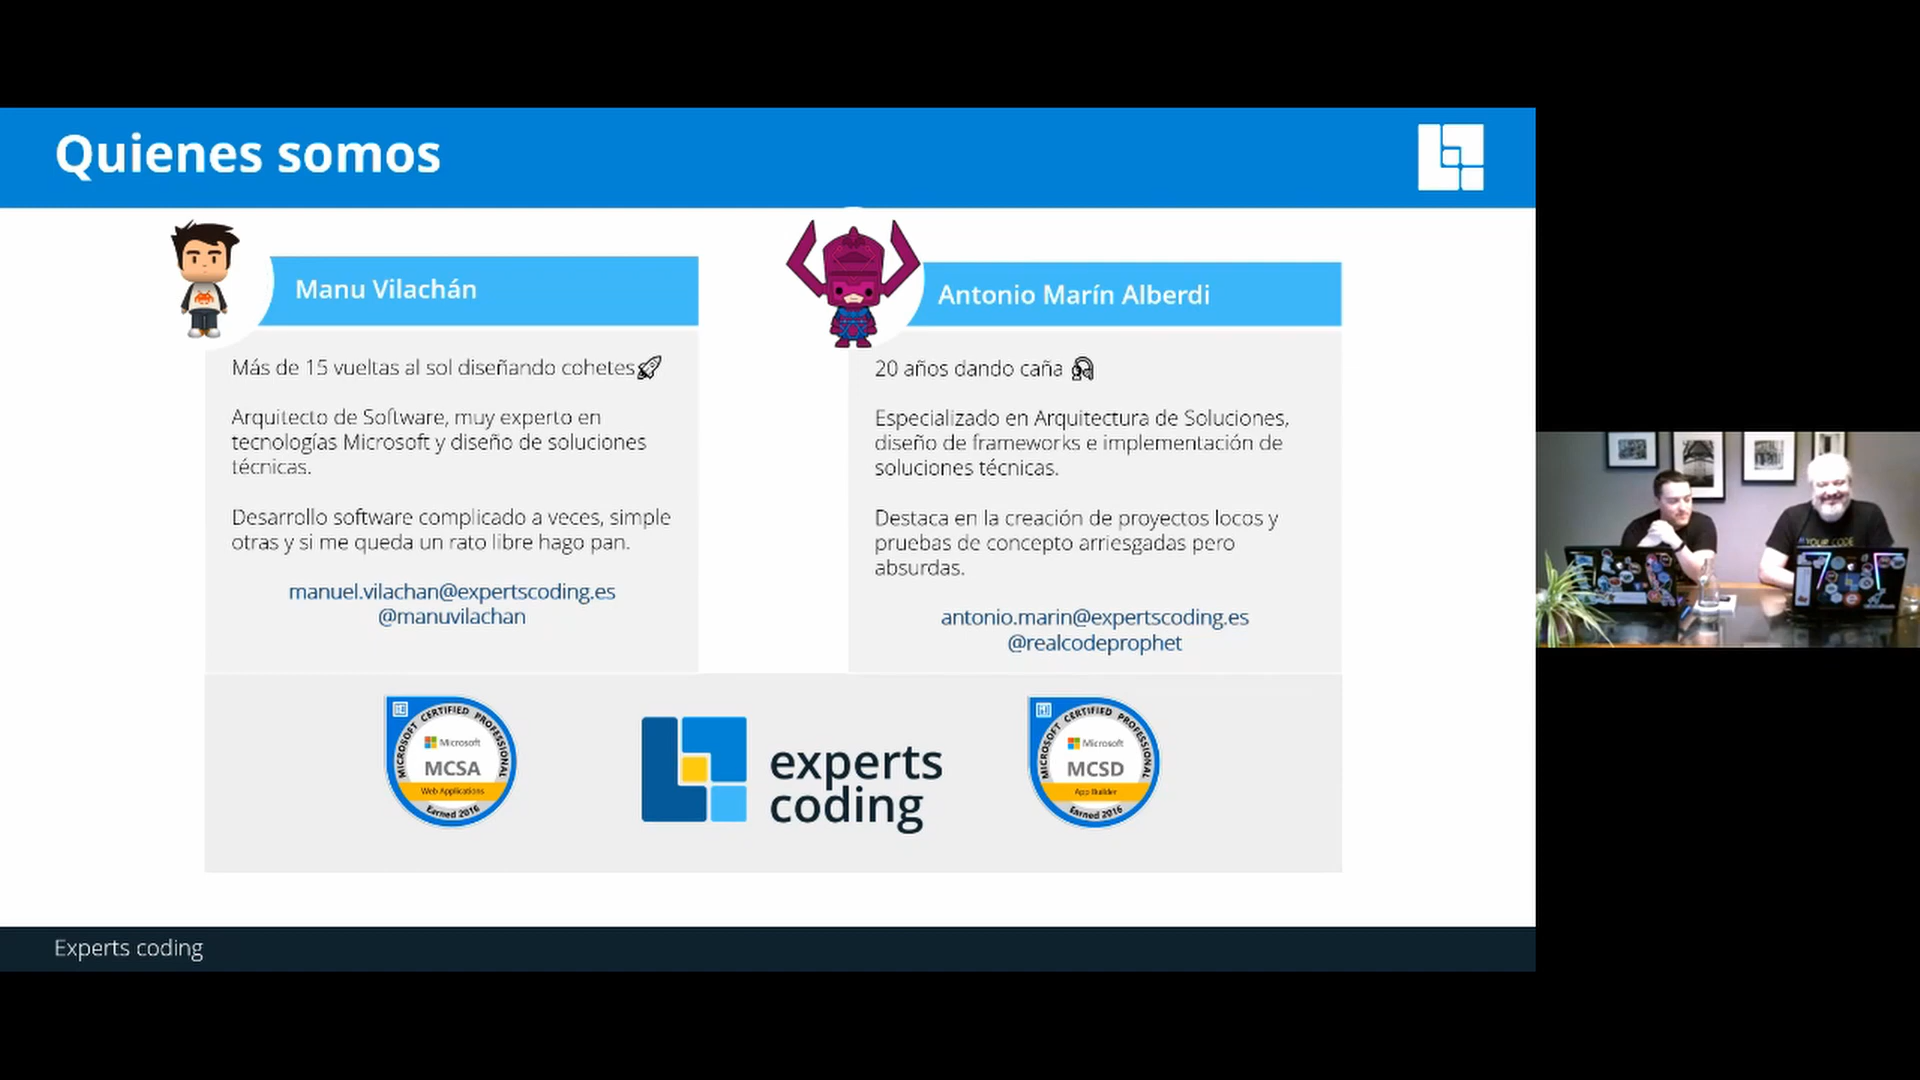 Quienes somos
Manu Vilachán
Más de 15 vueltas al sol diseñando cohetes
Arquitecto de Software, muy experto en
tecnologías Microsoft y diseño de soluciones
técnicas.
Desarrollo software complicado a veces, simple
otras y si me queda un rato libre hago pan.
manuel.vilachan@expertscoding.es
@manuvilachan
Antonio Marín Alberdi
20 años dando caña
Especializado en Arquitectura de Soluciones,
diseño de frameworks e implementación de
soluciones técnicas.
Destaca en la creación de proyectos locos y
pruebas de concepto arriesgadas pero
absurdas.
antonio.marin@expertscoding.es
@realcodeprophet
MICROSOFT CERTIFIED PROFESSIONAL
Microsoft
MCSA
Web Applications
Earned 2016
experts
coding
MICROSOFT CERTIFIED PROFESSIONAL
Microsoft
MCSD
App Builder
Earned 2016
Experts coding
YOUR CODE